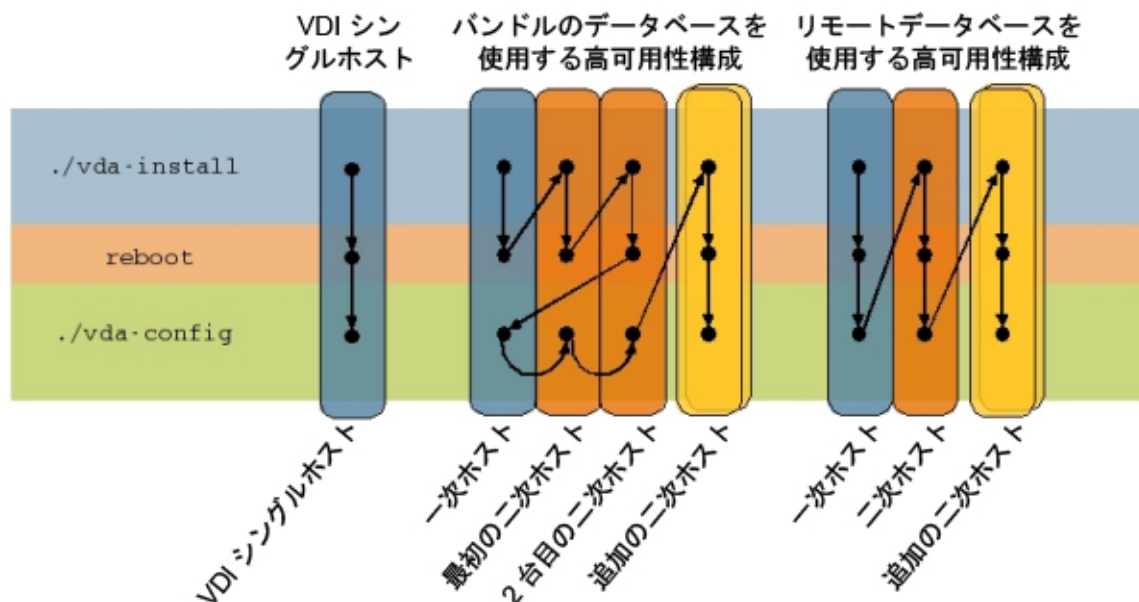 VDI シン
グルホスト
バンドルのデータベースを
使用する高可用性構成
リモートデータベースを
使用する高可用性構成
./vda-install
reboot
./vda-config
VDI シングルホスト
一次ホスト
最初の二次ホスト
2 台目の二次ホスト
追加の二次ホスト
一次ホスト
二次ホスト
追加の二次ホスト